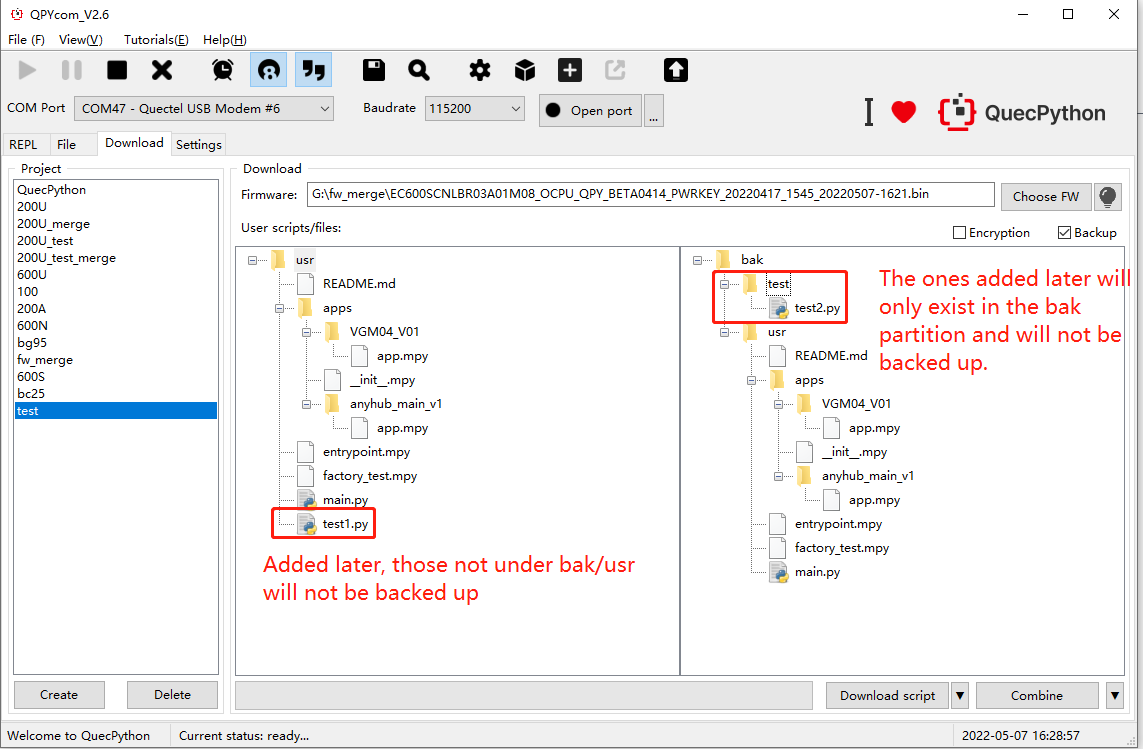 QPYcom_V2.6
File (F) View(V) Tutorials(E) Help(H)
COM Port COM47 - Quectel USB Modem #6 Baudrate 115200 Open port ... I QuecPython
REPL File Download Settings
Project
QuecPython
200U
200U_merge
200U_test
200U_test_merge
600U
100
200A
600N
bg95
fw_merge
600S
bc25
test
Create Delete
Download
Firmware: G:\fw_merge\EC600SCNLBR03A01M08_OCPU_QPY_BETA0414_PWRKEY_20220417_1545_20220507-1621.bin Choose FW
User scripts/files: Encryption Backup
usr
README.md
apps
VGM04_V01
app.mpy
__init__.mpy
anyhub_main_v1
app.mpy
entrypoint.mpy
factory_test.mpy
main.py
test1.py
Added later, those not under bak/usr
will not be backed up
bak
test
test2.py
usr
README.md
apps
VGM04_V01
app.mpy
__init__.mpy
anyhub_main_v1
app.mpy
entrypoint.mpy
factory_test.mpy
main.py
The ones added later will
only exist in the bak
partition and will not be
backed up.
Download script Combine
Welcome to QuecPython Current status: ready... 2022-05-07 16:28:57